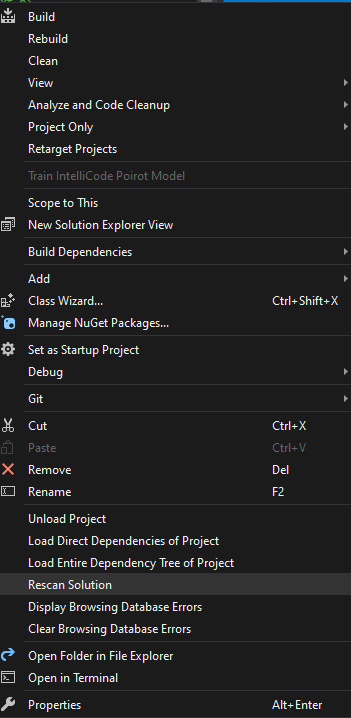 Build
Rebuild
Clean
View
Analyze and Code Cleanup
Project Only
Retarget Projects
Train IntelliCode Poirot Model
Scope to This
New Solution Explorer View
Build Dependencies
Add
Class Wizard... Ctrl+Shift+X
Manage NuGet Packages...
Set as Startup Project
Debug
Git
Cut Ctrl+X
Paste Ctrl+V
Remove Del
Rename F2
Unload Project
Load Direct Dependencies of Project
Load Entire Dependency Tree of Project
Rescan Solution
Display Browsing Database Errors
Clear Browsing Database Errors
Open Folder in File Explorer
Open in Terminal
Properties Alt+Enter